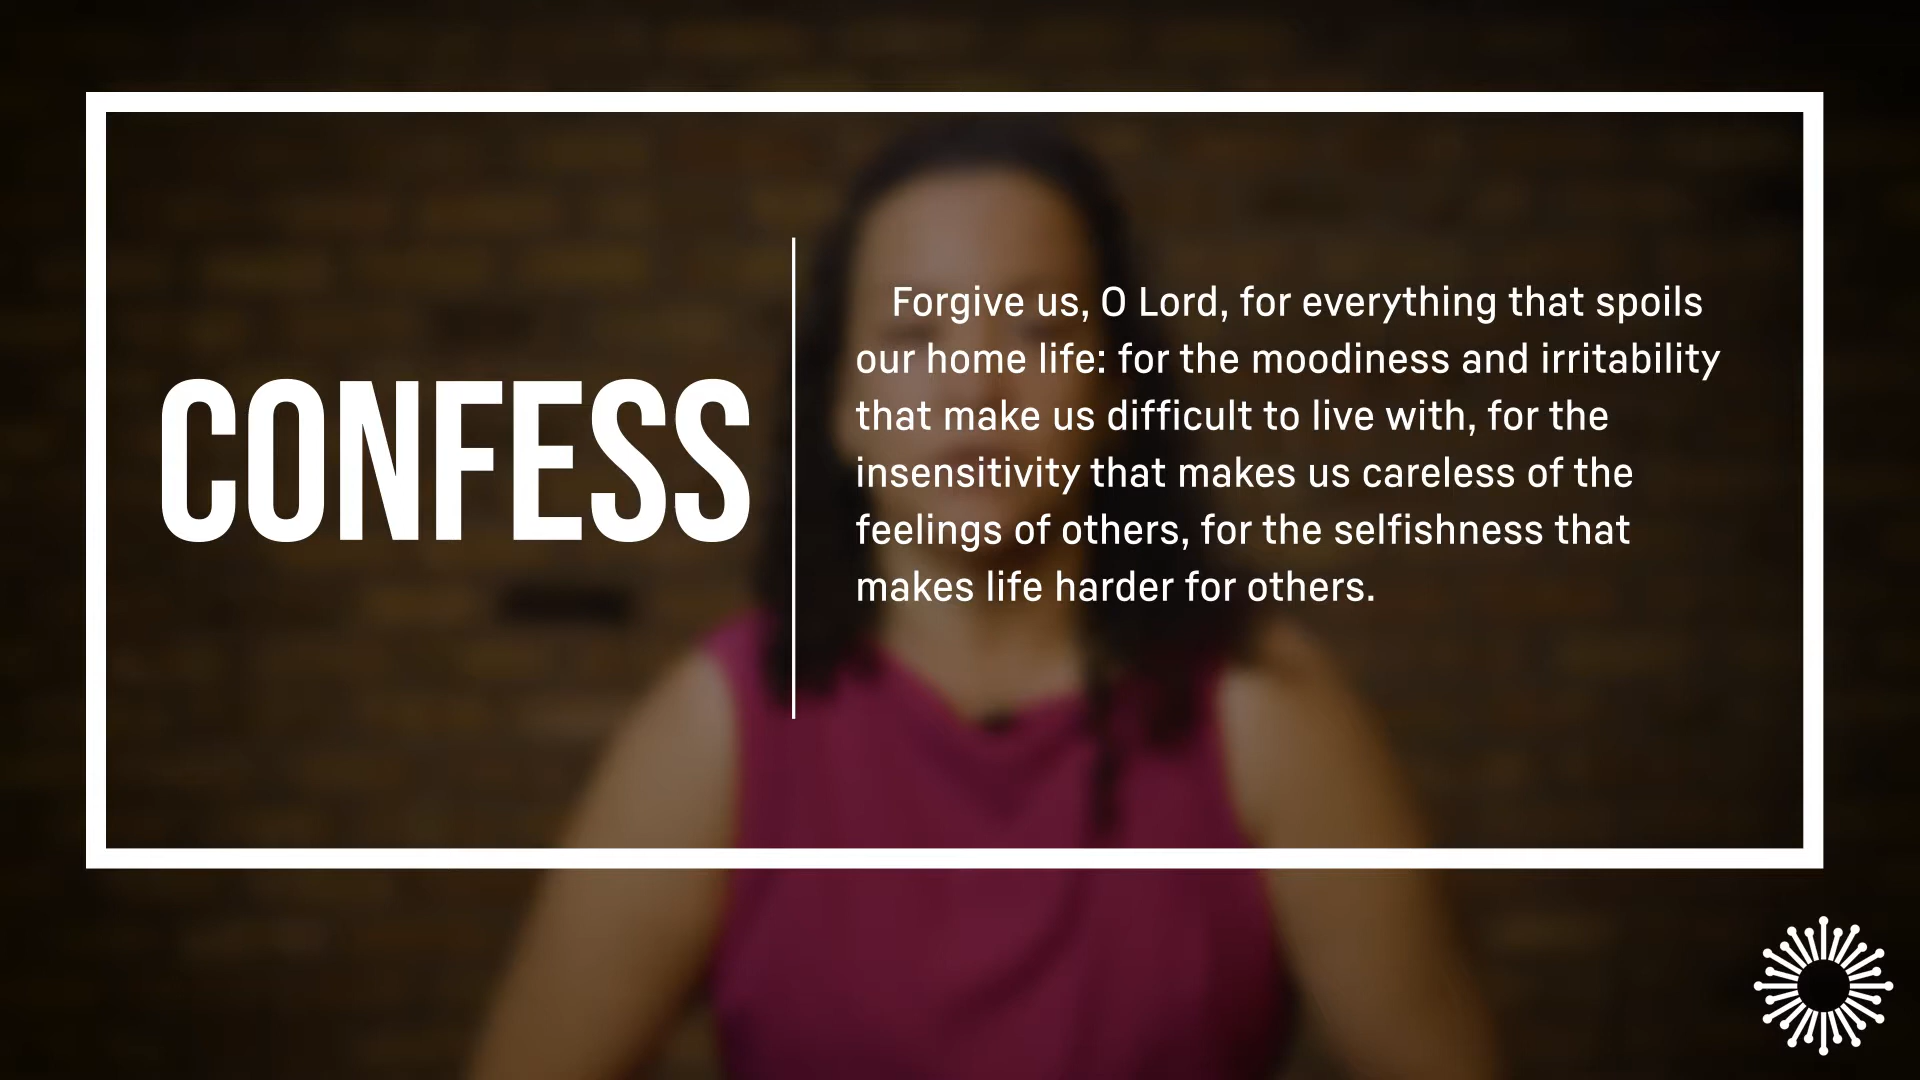 CONFESS
Forgive us, O Lord, for everything that spoils
our home life: for the moodiness and irritability
that make us difficult to live with, for the
insensitivity that makes us careless of the
feelings of others, for the selfishness that
makes life harder for others.